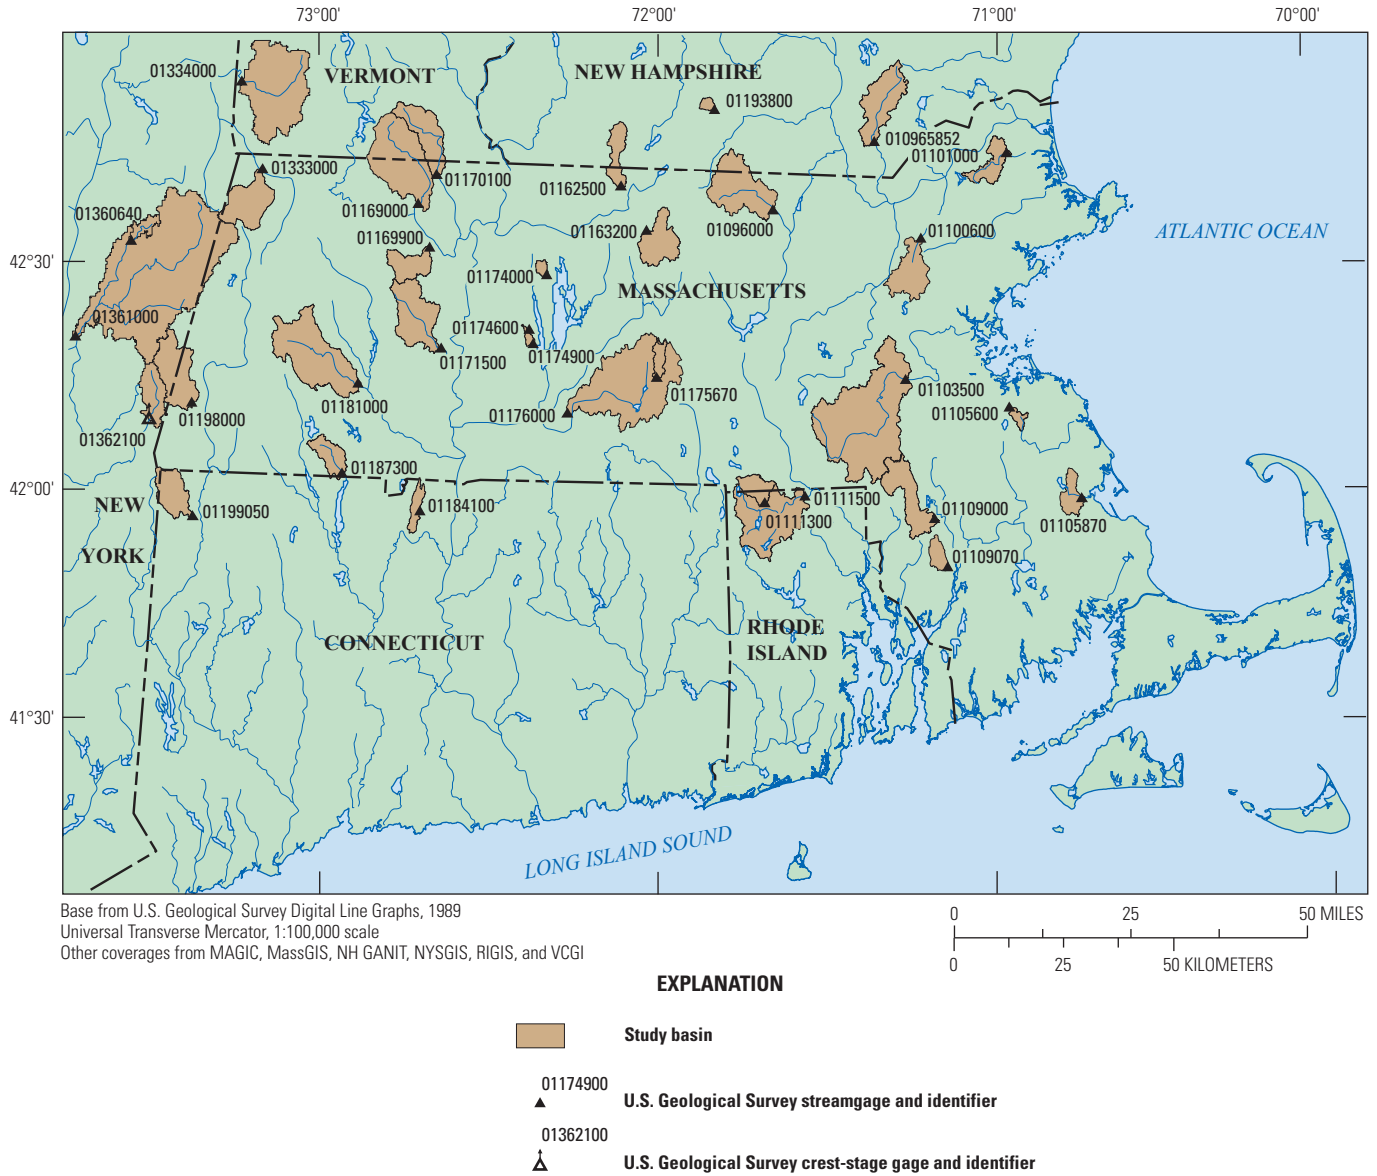 73°00'
72°00'
71°00'
70°00'
01334000
VERMONT
NEW HAMPSHIRE
01193800
010965852
01101000
01333000
01170100
01162500
01169000
01360640
01096000
01163200
01100600
01169900
ATLANTIC OCEAN
42°30'
01174000
MASSACHUSETTS
01361000
01174600
01174900
01171500
01175670
01103500
01105600
01181000
01176000
01198000
01362100
01187300
42°00'
NEW
YORK
01199050
01184100
01111500
01111300
01109000
01105870
01109070
CONNECTICUT
RHODE
ISLAND
41°30'
LONG ISLAND SOUND
Base from U.S. Geological Survey Digital Line Graphs, 1989
Universal Transverse Mercator, 1:100,000 scale
Other coverages from MAGIC, MassGIS, NH GANIT, NYSGIS, RIGIS, and VCGI
0 25 50 MILES
0 25 50 KILOMETERS
EXPLANATION
Study basin
01174900
U.S. Geological Survey streamgage and identifier
01362100
U.S. Geological Survey crest-stage gage and identifier